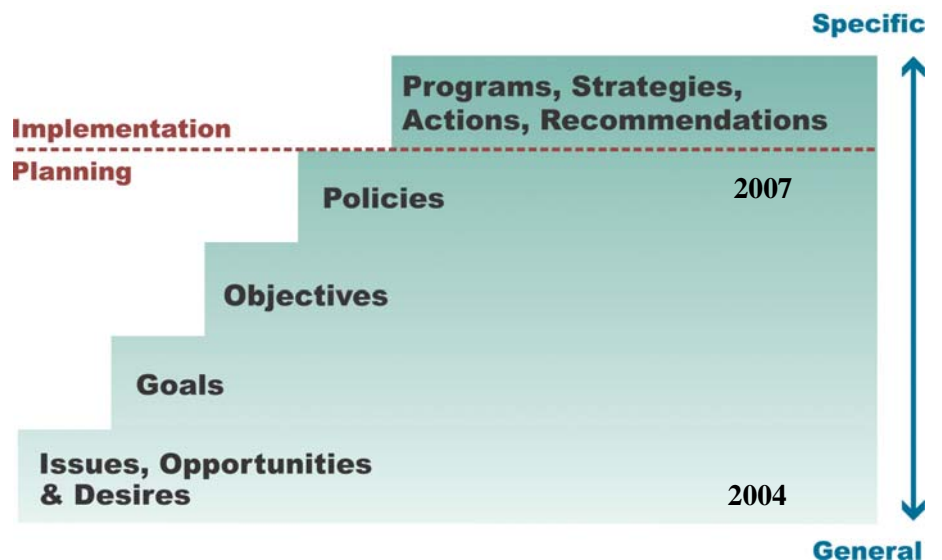 Specific
Programs, Strategies,
Actions, Recommendations
Implementation
Planning
Policies
2007
Objectives
Goals
Issues, Opportunities
& Desires
2004
General